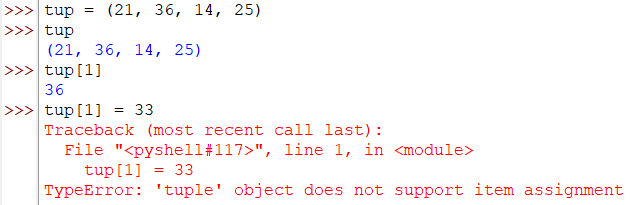 >>> tup = (21, 36, 14, 25)
>>> tup
(21, 36, 14, 25)
>>> tup[1]
36
>>> tup[1] = 33
Traceback (most recent call last):
  File "<pyshell#117>", line 1, in <module>
    tup[1] = 33
TypeError: 'tuple' object does not support item assignment